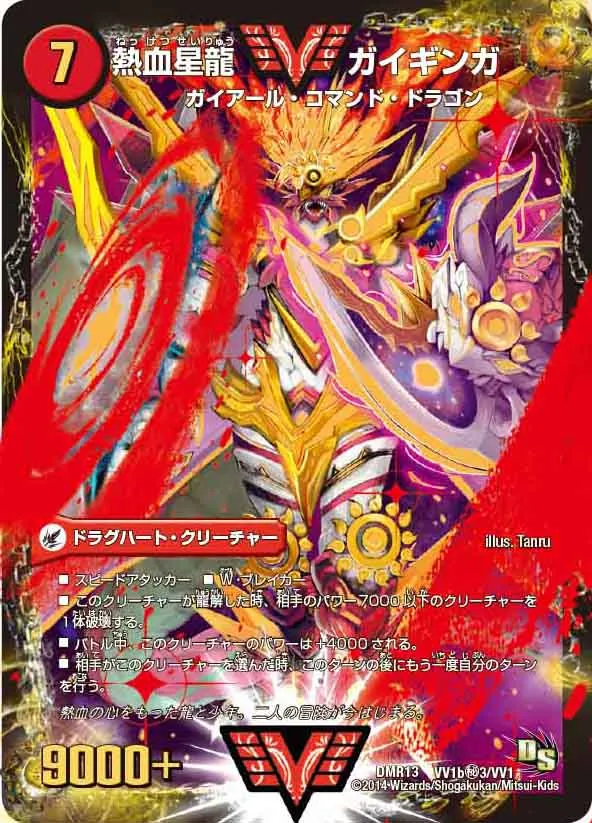 ねっけつせいりゅう
7 熱血星龍 ガイギンガ
ガイアール・コマンド・ドラゴン
ドラグハート・クリーチャー
illus. Tanru
■ スピードアタッカー ■ W・ブレイカー
■ このクリーチャーが龍解した時、相手のパワー7000以下のクリーチャーを
1体破壊する。
■ バトル中、このクリーチャーのパワーは+4000される。
■ 相手がこのクリーチャーを選んだ時、このターンの後にもう一度自分のターン
を行う。
熱血の心をもった龍と少年。二人の冒険が今はじまる。
9000+
DS
DMR13 VV1b 3/VV1
©2014 Wizards/Shogakukan/Mitsui-Kids